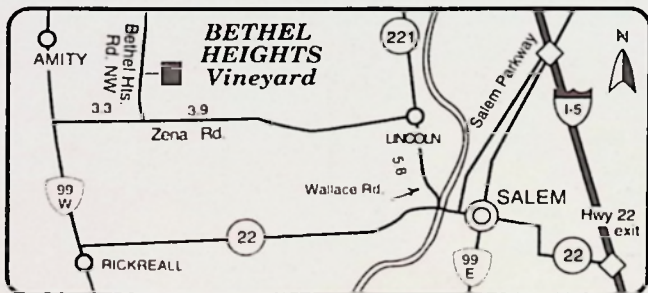 AMITY
Bethel Hts.
Rd. NW
BETHEL
HEIGHTS
Vineyard
221
Salem Parkway
N
I-5
3.3
3.9
Zena Rd.
LINCOLN
5.8
Wallace Rd.
99
W
SALEM
Hwy 22
exit
22
22
RICKREALL
99
E